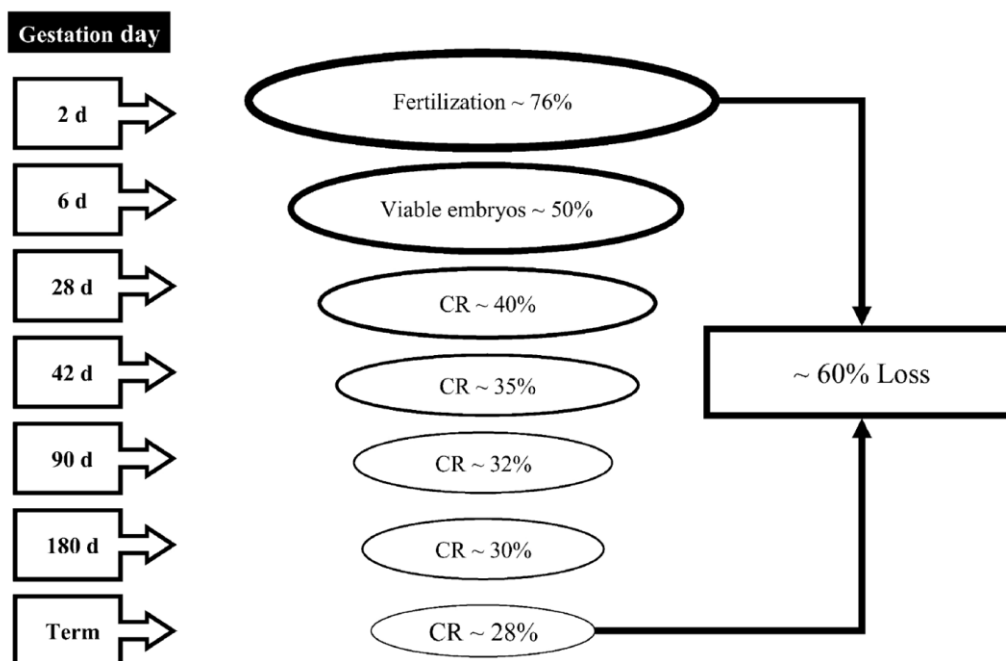 Gestation day
2 d
Fertilization ~ 76%
6 d
Viable embryos ~ 50%
28 d
CR ~ 40%
42 d
CR ~ 35%
~ 60% Loss
90 d
CR ~ 32%
180 d
CR ~ 30%
Term
CR ~ 28%